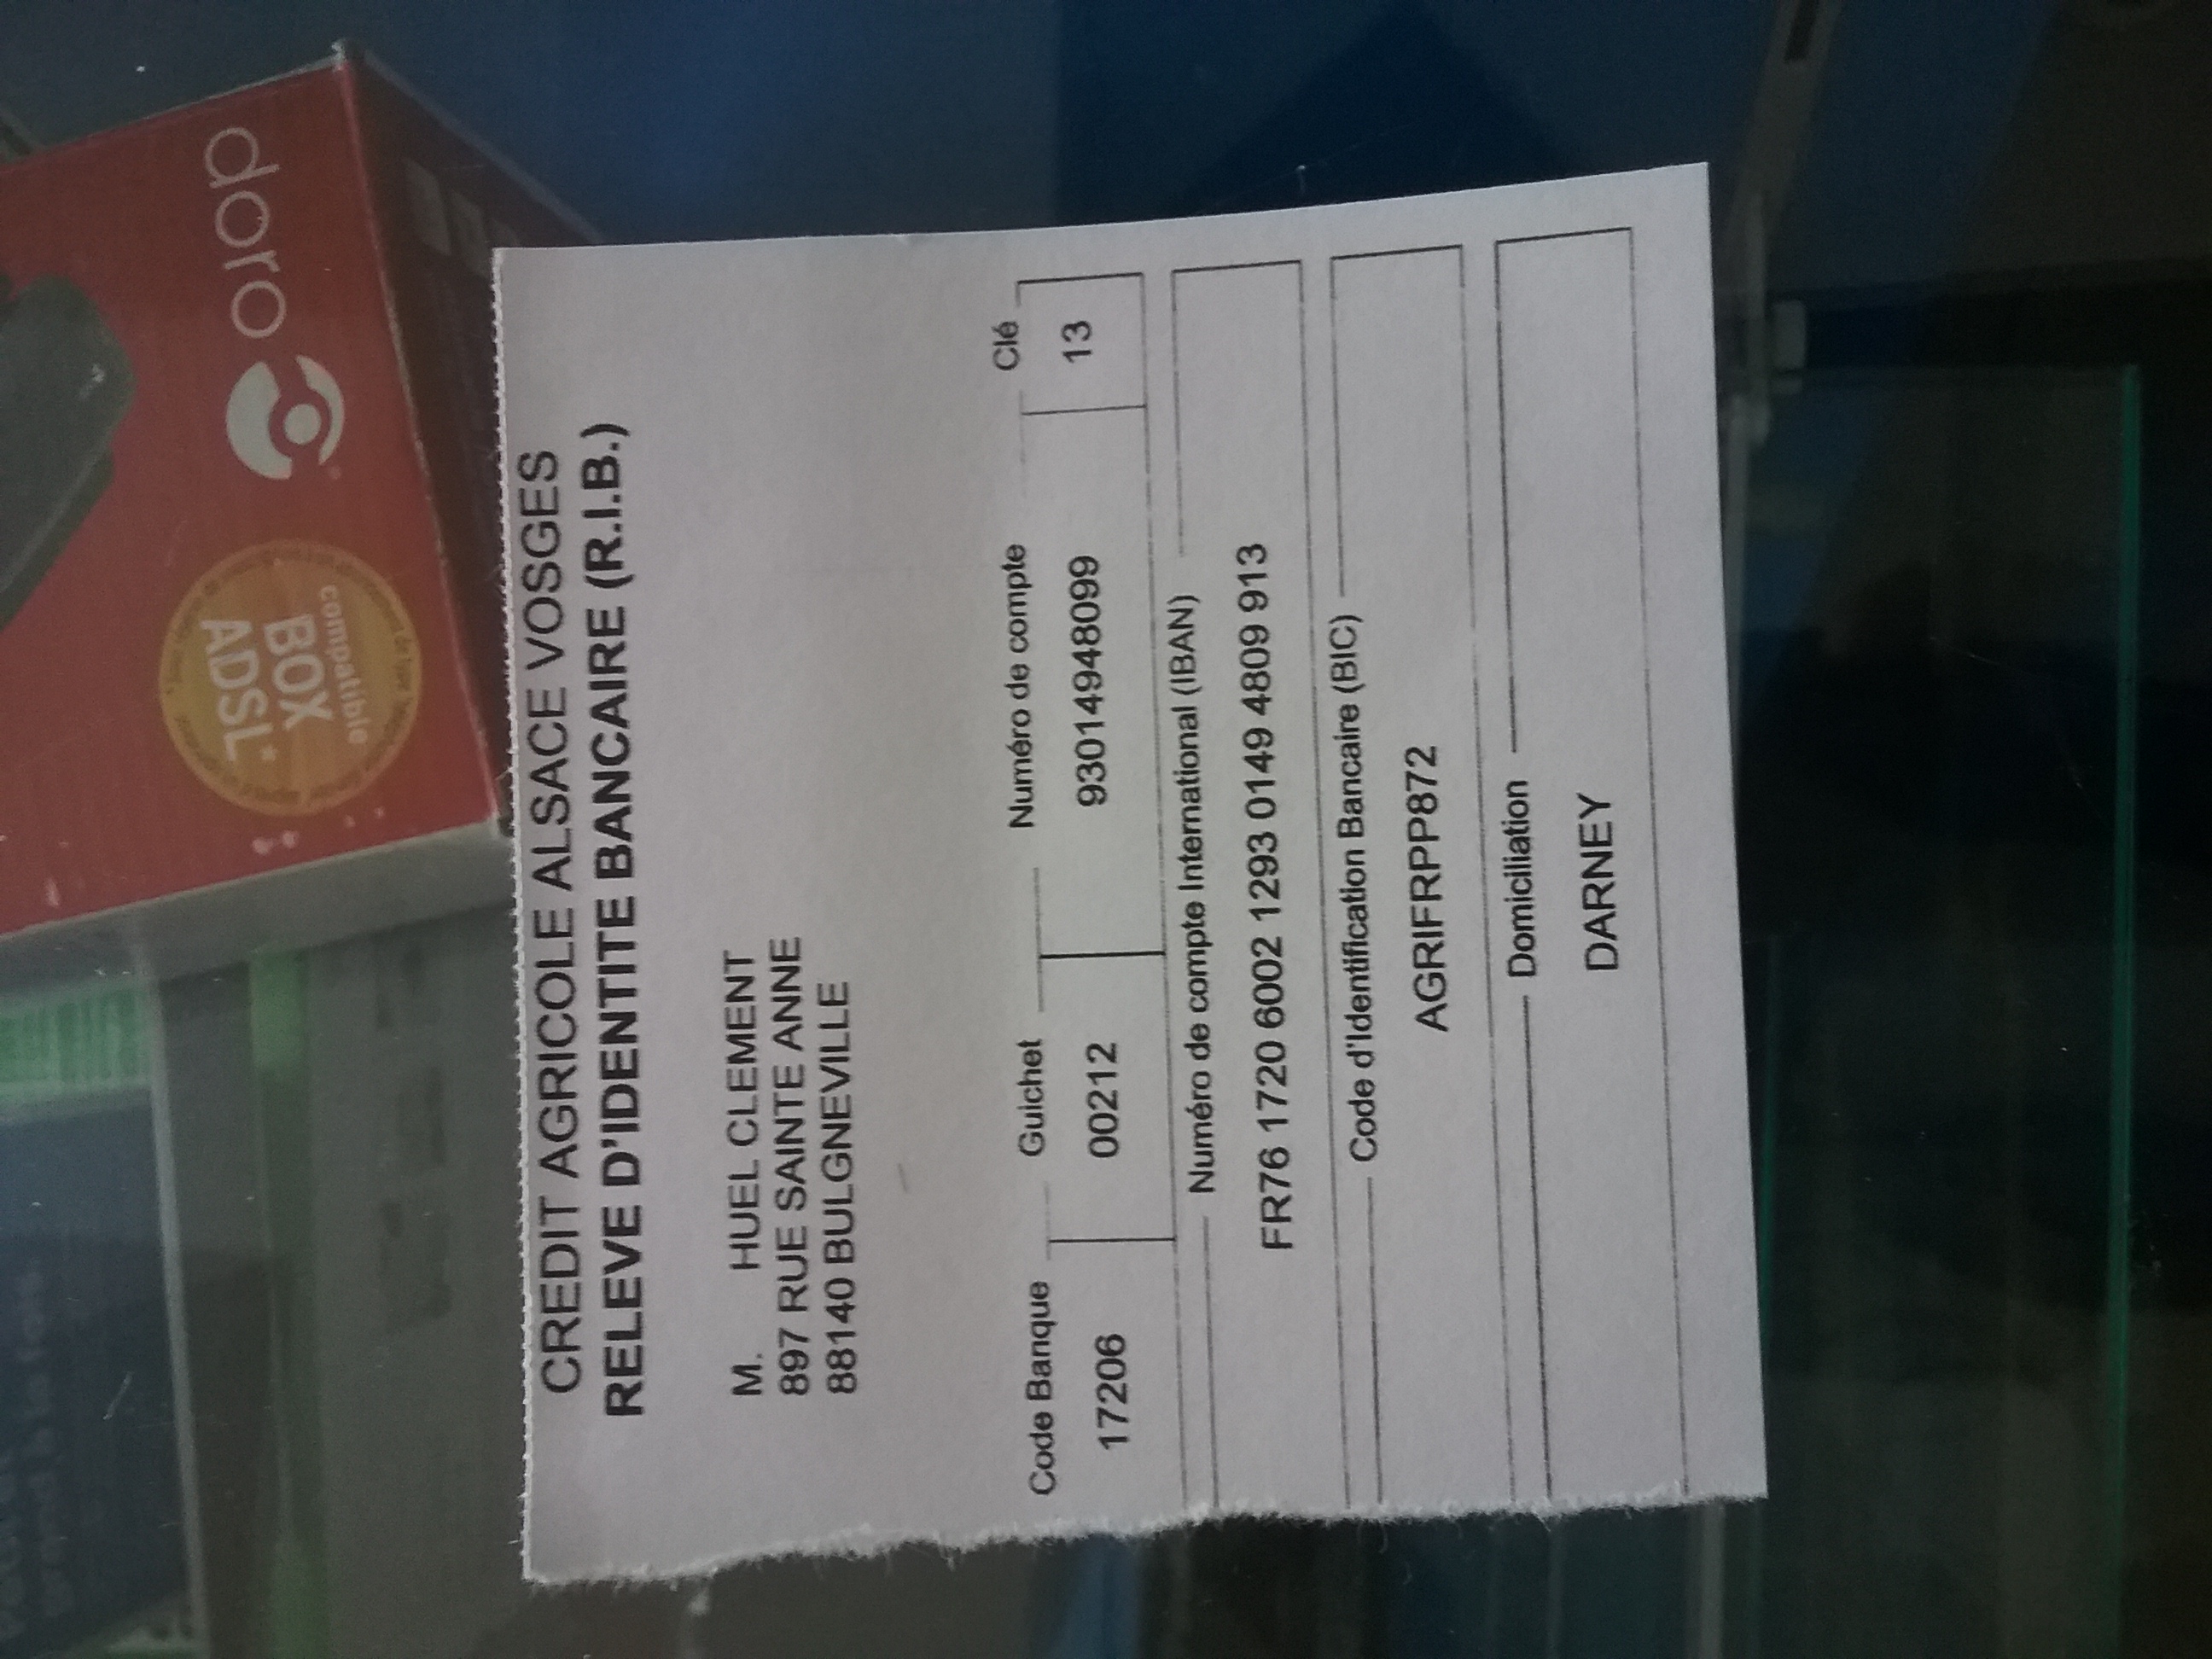 CREDIT AGRICOLE ALSACE VOSGES
RELEVE D'IDENTITE BANCAIRE (R.I.B.)
M. HUEL CLEMENT
897 RUE SAINTE ANNE
88140 BULGNEVILLE
Code Banque Guichet Numéro de compte Clé
17206 00212 93014948099 13
Numéro de compte International (IBAN)
FR76 1720 6002 1293 0149 4809 913
Code d'Identification Bancaire (BIC)
AGRIFRPP872
Domiciliation
DARNEY
doro
compatible
BOX
ADSL*